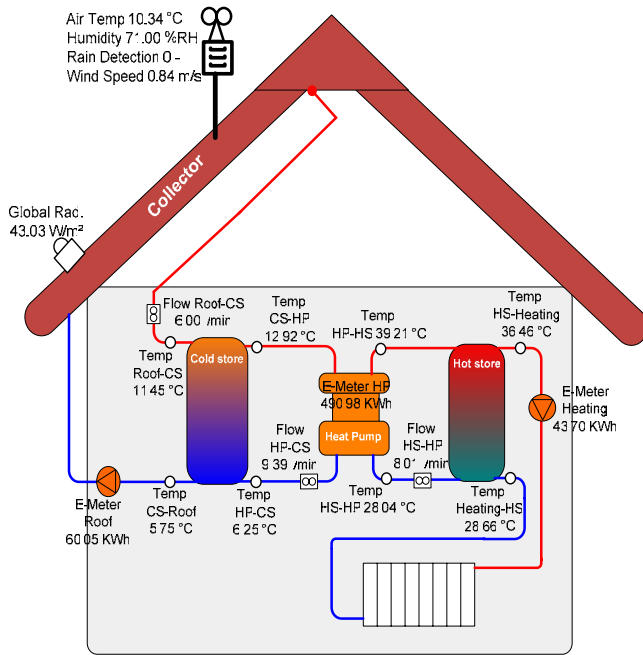 Air Temp 10.34 °C
Humidity 71.00 %RH
Rain Detection 0 -
Wind Speed 0.84 m/s
Collector
Global Rad.
43.03 W/m²
Flow Roof-CS
6.00 l/min
Temp
CS-HP
12.92 °C
Temp
HP-HS 39.21 °C
Temp
HS-Heating
36.46 °C
Temp
Roof-CS
11.45 °C
Cold store
Hot store
E-Meter HP
490.98 KWh
E-Meter
Heating
43.70 KWh
Heat Pump
Flow
HP-CS
9.39 l/min
Flow
HS-HP
8.01 l/min
E-Meter
Roof
60.05 KWh
Temp
CS-Roof
5.75 °C
Temp
HP-CS
6.25 °C
Temp
HS-HP 28.04 °C
Temp
Heating-HS
28.66 °C